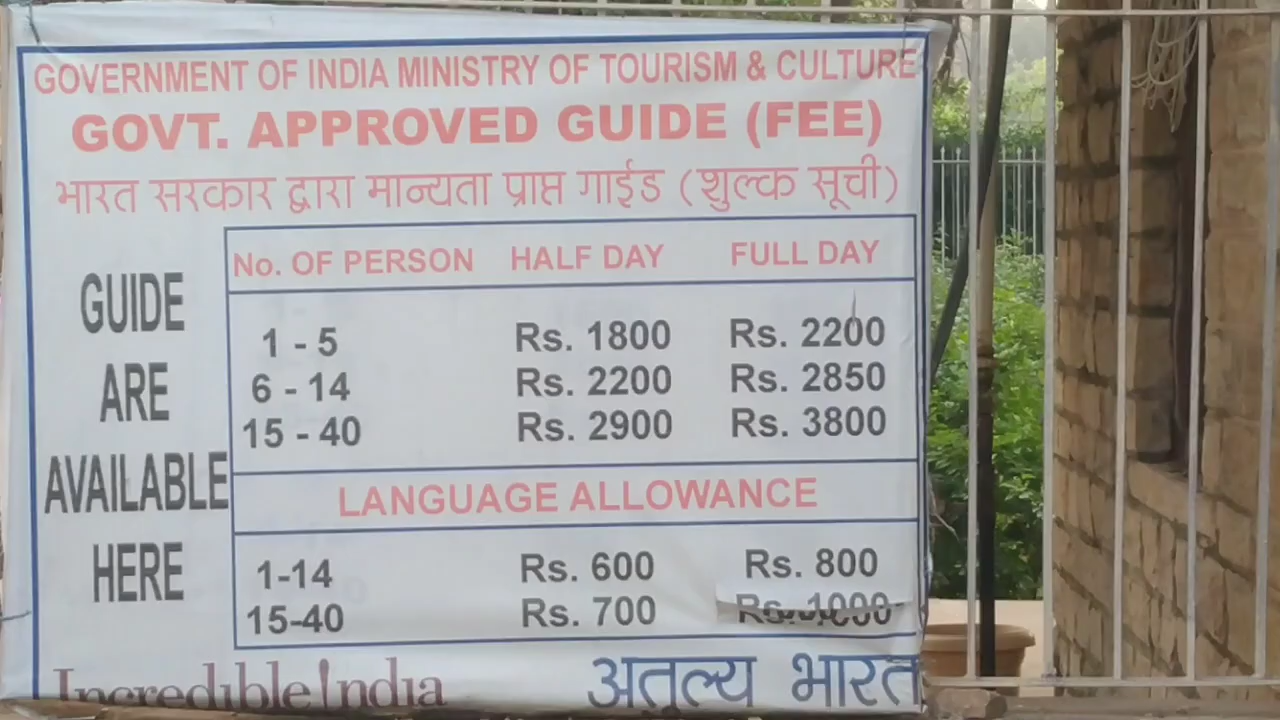 GOVERNMENT OF INDIA MINISTRY OF TOURISM & CULTURE
GOVT. APPROVED GUIDE (FEE)
भारत सरकार द्वारा मान्यता प्राप्त गाईड (शुल्क सूची)
GUIDE
ARE
AVAILABLE
HERE
No. OF PERSON HALF DAY FULL DAY
1 - 5 Rs. 1800 Rs. 2200
6 - 14 Rs. 2200 Rs. 2850
15 - 40 Rs. 2900 Rs. 3800
LANGUAGE ALLOWANCE
1-14 Rs. 600 Rs. 800
15-40 Rs. 700 Rs. 1000
Incredible!ndia अतुल्य भारत